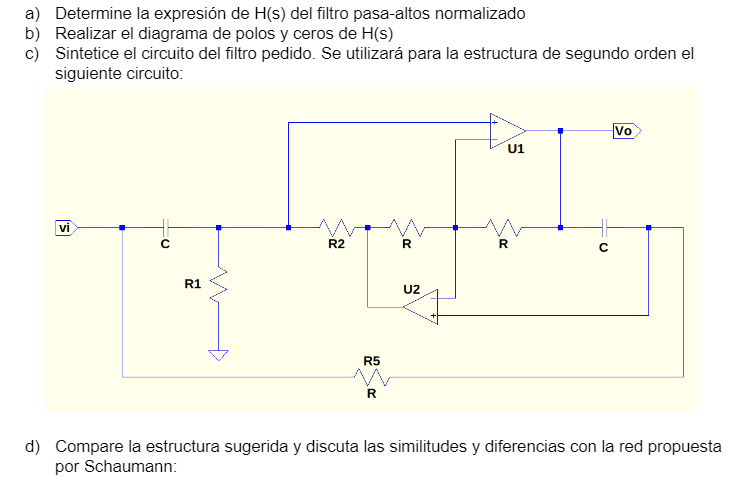 a) Determine la expresión de H(s) del filtro pasa-altos normalizado
b) Realizar el diagrama de polos y ceros de H(s)
c) Sintetice el circuito del filtro pedido. Se utilizará para la estructura de segundo orden el
siguiente circuito:
Vo
U1
vi
C
R2
R
R
C
R1
U2
R5
R
d) Compare la estructura sugerida y discuta las similitudes y diferencias con la red propuesta
por Schaumann: